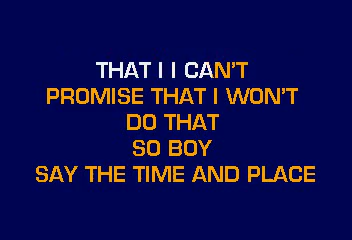 THAT I I CAN'T
PROMISE THAT I WON'T
DO THAT
SO BOY
SAY THE TIME AND PLACE